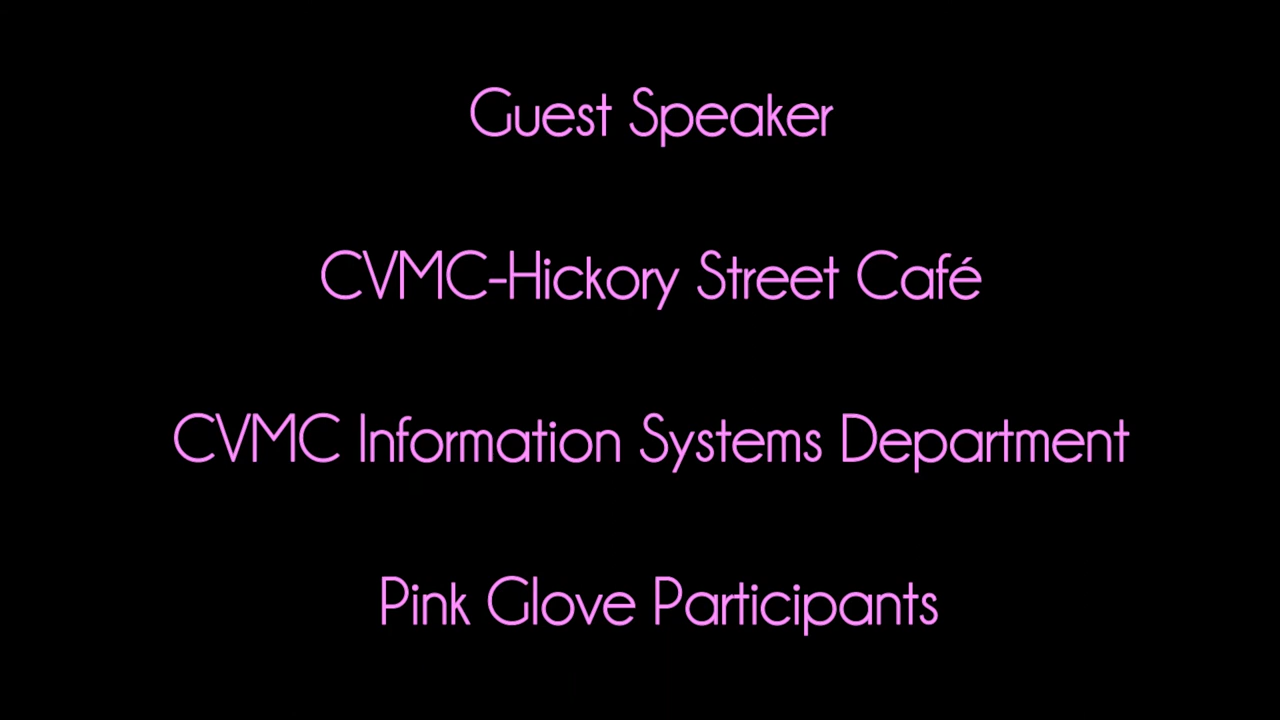 Guest Speaker
CVMC-Hickory Street Café
CVMC Information Systems Department
Pink Glove Participants